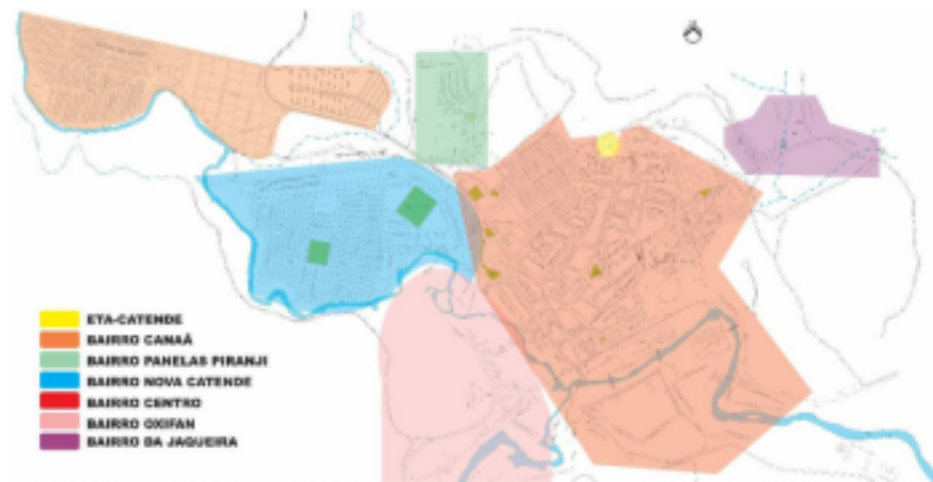 ETA-CATENDE
BAIRRO CANAÃ
BAIRRO PANELAS PIRANJI
BAIRRO NOVA CATENDE
BAIRRO CENTRO
BAIRRO OXIFAN
BAIRRO DA JAQUEIRA